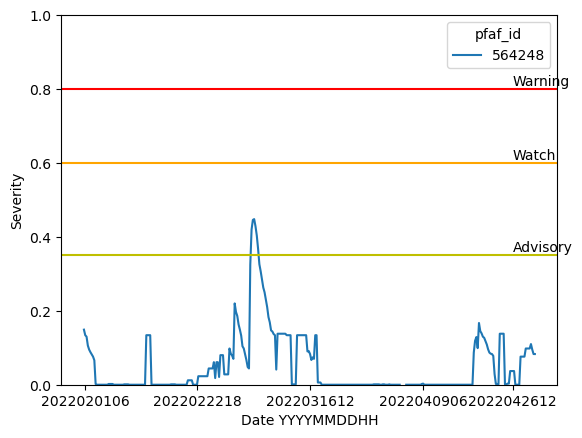 1.0
0.8
0.6
0.4
0.2
0.0
Severity
pfaf_id
564248
Warning
Watch
Advisory
2022020106
2022022218
2022031612
2022040906
2022042612
Date YYYYMMDDHH